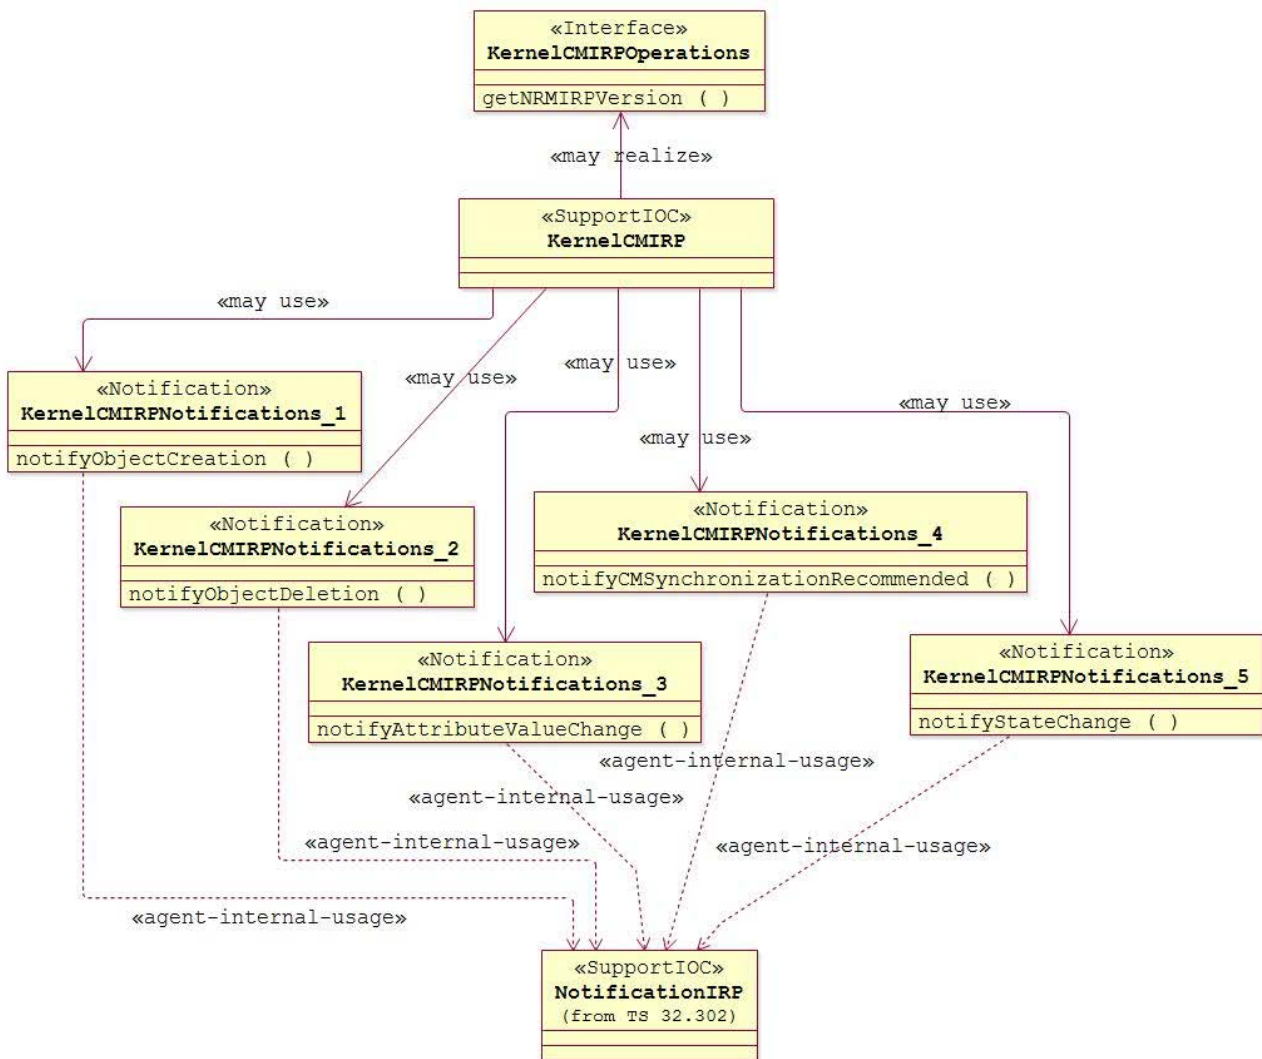 «Interface»
KernelCMIRPOperations
getNRMIRPVersion ( )
«may realize»
«SupportIOC»
KernelCMIRP
«may use»
«may use»
«may use»
«may use»
«may use»
«Notification»
KernelCMIRPNotifications_1
notifyObjectCreation ( )
«Notification»
KernelCMIRPNotifications_2
notifyObjectDeletion ( )
«Notification»
KernelCMIRPNotifications_4
notifyCMSynchronizationRecommended ( )
«Notification»
KernelCMIRPNotifications_3
notifyAttributeValueChange ( )
«Notification»
KernelCMIRPNotifications_5
notifyStateChange ( )
«agent-internal-usage»
«agent-internal-usage»
«agent-internal-usage»
«agent-internal-usage»
«agent-internal-usage»
«SupportIOC»
NotificationIRP
(from TS 32.302)